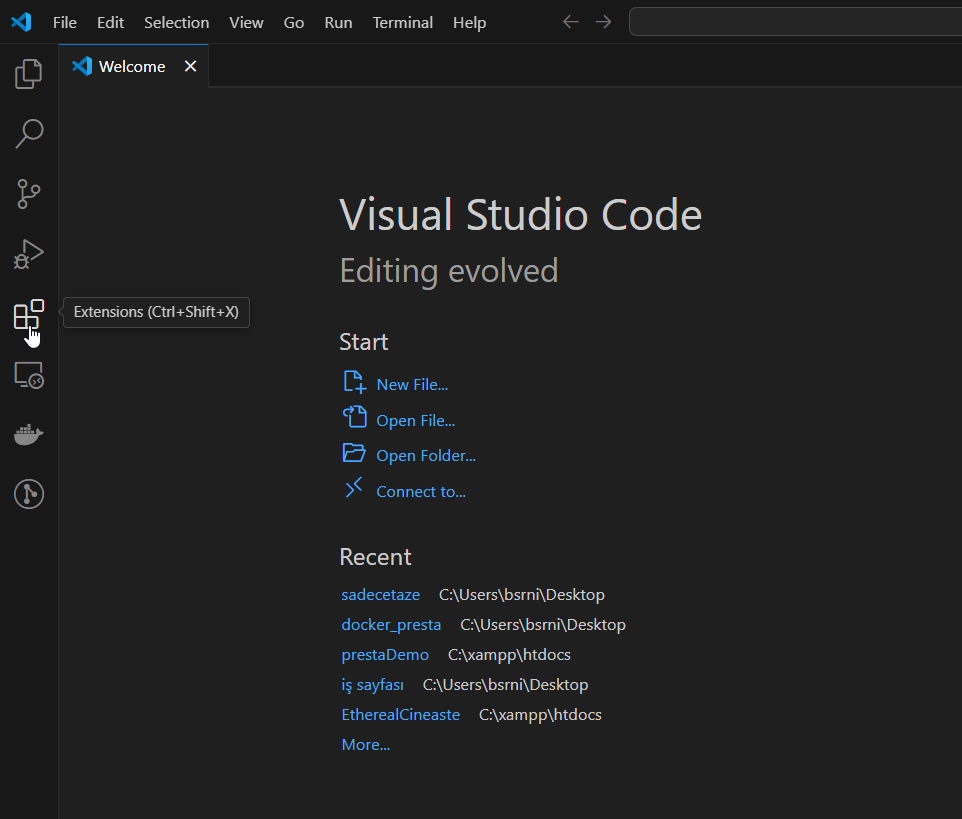 File Edit Selection View Go Run Terminal Help
Welcome
Visual Studio Code
Editing evolved
Extensions (Ctrl+Shift+X)
Start
New File...
Open File...
Open Folder...
Connect to...
Recent
sadecetaze C:\Users\bsrni\Desktop
docker_presta C:\Users\bsrni\Desktop
prestaDemo C:\xampp\htdocs
iş sayfası C:\Users\bsrni\Desktop
EtherealCineaste C:\xampp\htdocs
More...